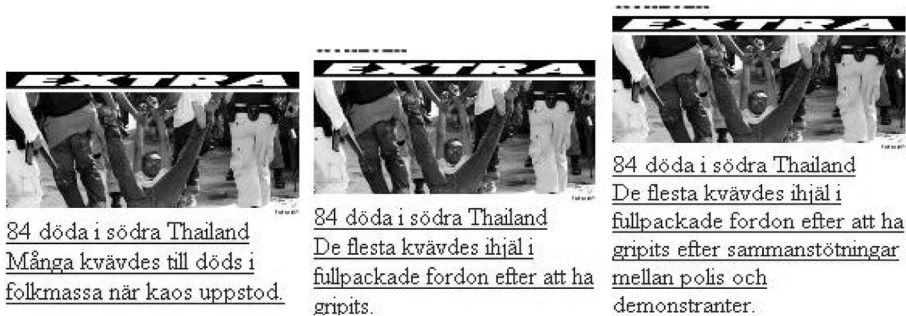 EXTRA
84 döda i södra Thailand
Många kvävdes till döds i
folkmassa när kaos uppstod.
EXTRA
84 döda i södra Thailand
De flesta kvävdes ihjäl i
fullpackade fordon efter att ha
gripits.
EXTRA
84 döda i södra Thailand
De flesta kvävdes ihjäl i
fullpackade fordon efter att ha
gripits efter sammanstötningar
mellan polis och
demonstranter.